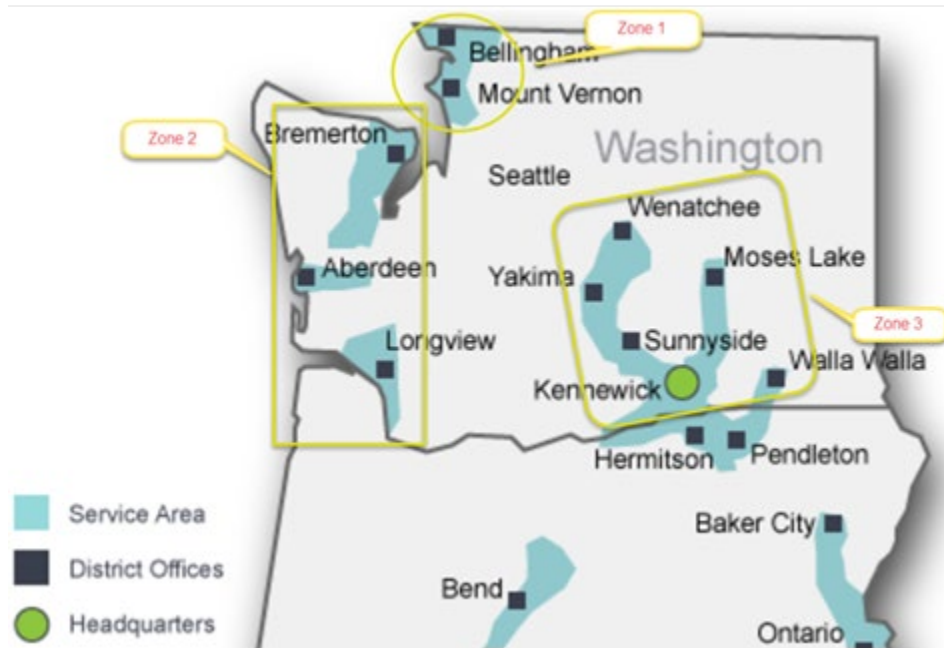 Zone 1
Bellingham
Mount Vernon
Zone 2
Bremerton
Washington
Seattle
Wenatchee
Moses Lake
Aberdeen
Yakima
Zone 3
Longview
Sunnyside
Walla Walla
Kennewick
Hermitson
Pendleton
Service Area
Baker City
District Offices
Bend
Headquarters
Ontario